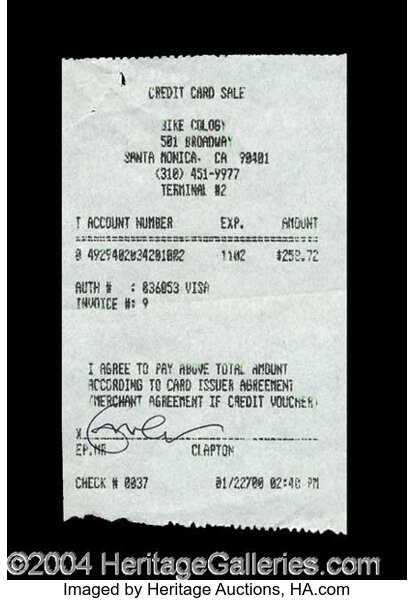 CREDIT CARD SALE
BIKE COLOGY
501 BROADWAY
SANTA MONICA, CA 90401
(310) 451-9977
TERMINAL #2
T ACCOUNT NUMBER EXP. AMOUNT
0 4929402034201002 1102 $258.72
AUTH # : 036053 VISA
INVOICE #: 9
I AGREE TO PAY ABOVE TOTAL AMOUNT
ACCORDING TO CARD ISSUER AGREEMENT
(MERCHANT AGREEMENT IF CREDIT VOUCHER)
X
CLAPTON
CHECK # 0037 01/22/00 02:40 PM
©2004 HeritageGalleries.com
Imaged by Heritage Auctions, HA.com